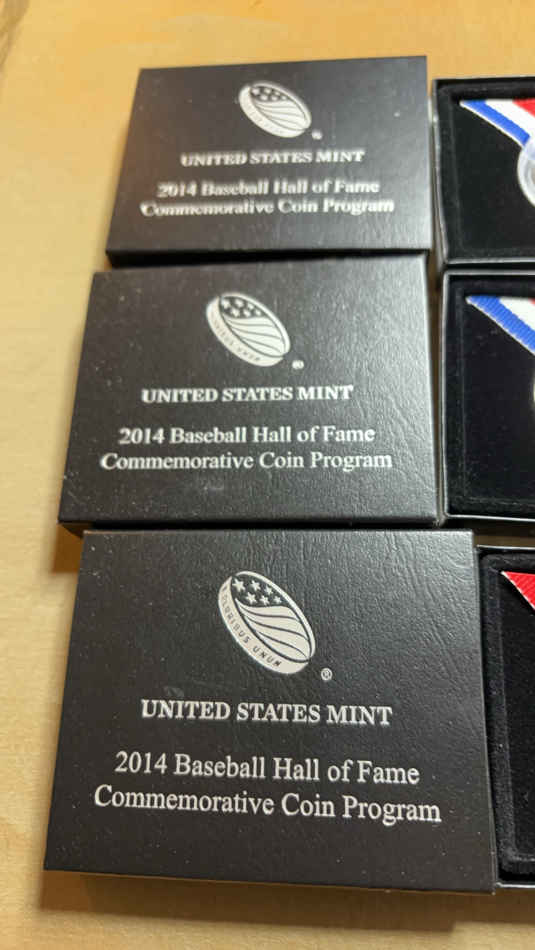 UNITED STATES MINT
2014 Baseball Hall of Fame
Commemorative Coin Program
UNITED STATES MINT
2014 Baseball Hall of Fame
Commemorative Coin Program
PLURIBUS UNUM
®
UNITED STATES MINT
2014 Baseball Hall of Fame
Commemorative Coin Program